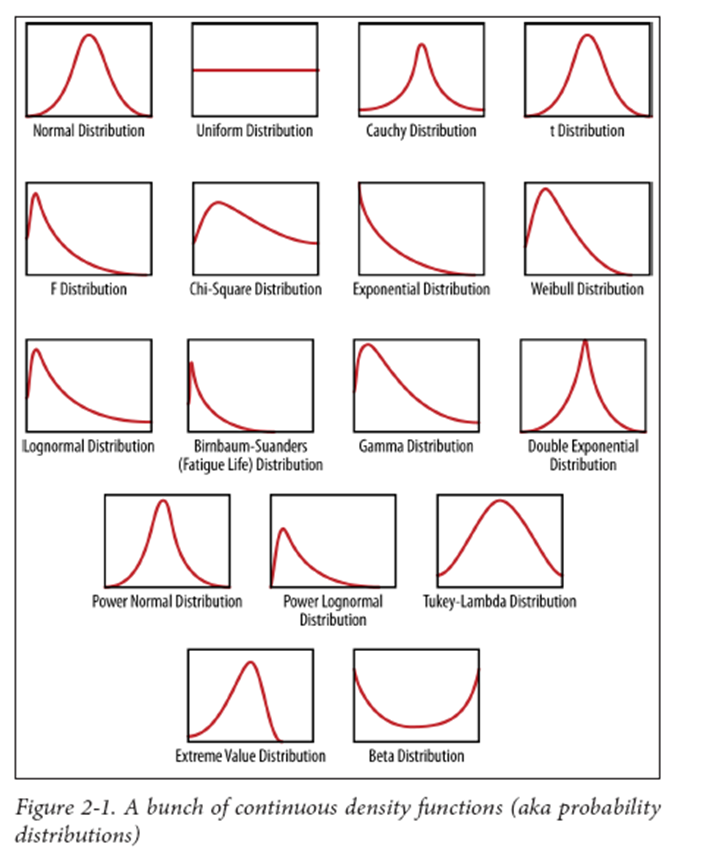 Normal Distribution
Uniform Distribution
Cauchy Distribution
t Distribution
F Distribution
Chi-Square Distribution
Exponential Distribution
Weibull Distribution
Lognormal Distribution
Birnbaum-Suanders
(Fatigue Life) Distribution
Gamma Distribution
Double Exponential
Distribution
Power Normal Distribution
Power Lognormal
Distribution
Tukey-Lambda Distribution
Extreme Value Distribution
Beta Distribution
Figure 2-1. A bunch of continuous density functions (aka probability
distributions)